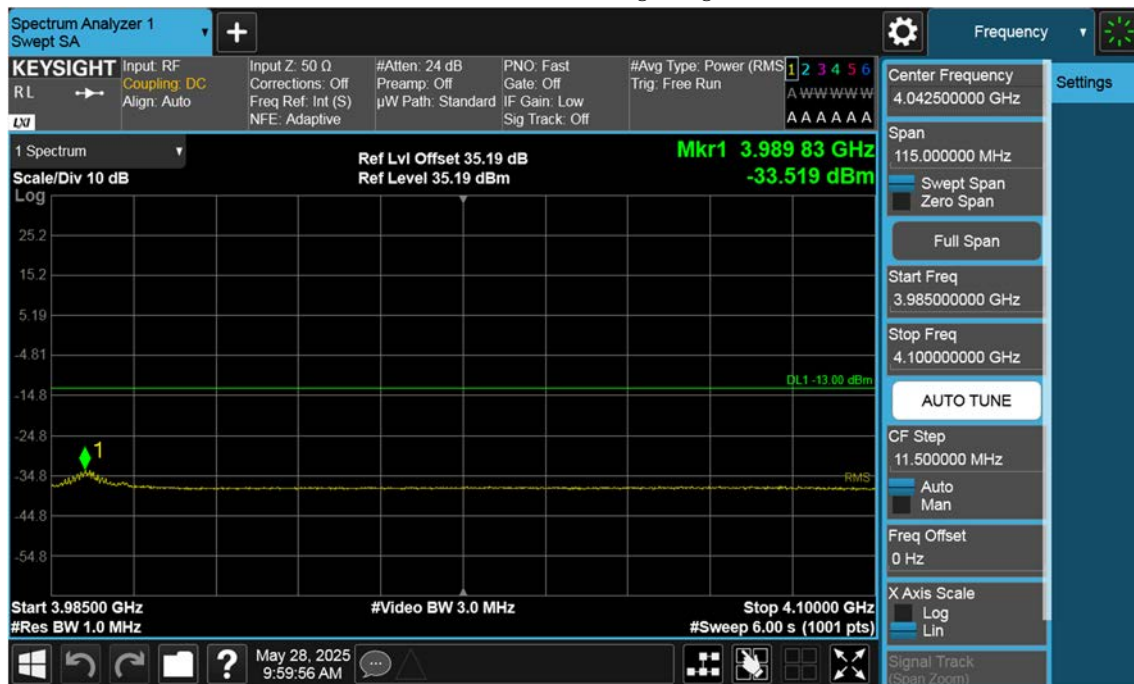 Spectrum Analyzer 1
Swept SA
+
Frequency
KEYSIGHT
RL
LXI
Input: RF
Coupling: DC
Align: Auto
Input Z: 50 Ω
Corrections: Off
Freq Ref: Int (S)
NFE: Adaptive
#Atten: 24 dB
Preamp: Off
µW Path: Standard
PNO: Fast
Gate: Off
IF Gain: Low
Sig Track: Off
#Avg Type: Power (RMS
Trig: Free Run
1 2 3 4 5 6
A W W W W W
A A A A A A
1 Spectrum
Scale/Div 10 dB
Ref Lvl Offset 35.19 dB
Ref Level 35.19 dBm
Mkr1 3.989 83 GHz
-33.519 dBm
Log
25.2
15.2
5.19
-4.81
DL1 -13.00 dBm
-14.8
-24.8
1
-34.8
RMS
-44.8
-54.8
Start 3.98500 GHz
#Video BW 3.0 MHz
Stop 4.10000 GHz
#Res BW 1.0 MHz
#Sweep 6.00 s (1001 pts)
?
May 28, 2025
9:59:56 AM
Settings
Center Frequency
4.042500000 GHz
Span
115.000000 MHz
Swept Span
Zero Span
Full Span
Start Freq
3.985000000 GHz
Stop Freq
4.100000000 GHz
AUTO TUNE
CF Step
11.500000 MHz
Auto
Man
Freq Offset
0 Hz
X Axis Scale
Log
Lin
Signal Track
(Span Zoom)